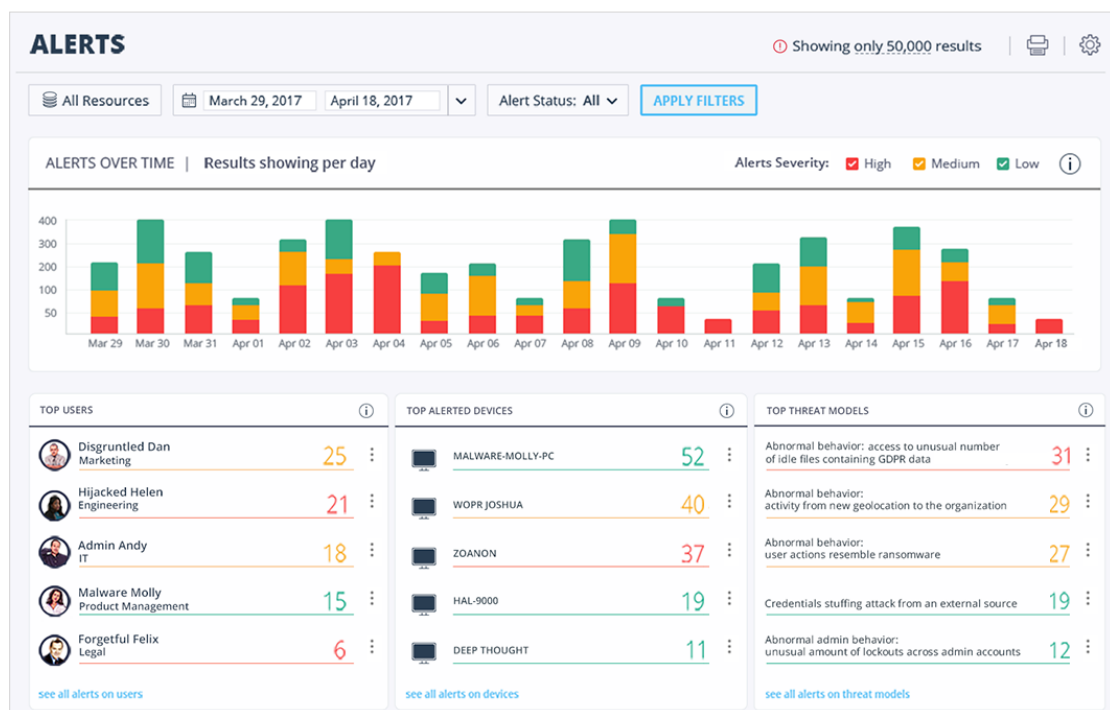 ALERTS
Showing only 50,000 results
All Resources
March 29, 2017
April 18, 2017
Alert Status: All
APPLY FILTERS
ALERTS OVER TIME | Results showing per day
Alerts Severity: High Medium Low
400
300
200
100
50
Mar 29 Mar 30 Mar 31 Apr 01 Apr 02 Apr 03 Apr 04 Apr 05 Apr 06 Apr 07 Apr 08 Apr 09 Apr 10 Apr 11 Apr 12 Apr 13 Apr 14 Apr 15 Apr 16 Apr 17 Apr 18
TOP USERS
Disgruntled Dan
Marketing
25
Hijacked Helen
Engineering
21
Admin Andy
IT
18
Malware Molly
Product Management
15
Forgetful Felix
Legal
6
see all alerts on users
TOP ALERTED DEVICES
MALWARE-MOLLY-PC
52
WOPR JOSHUA
40
ZOANON
37
HAL-9000
19
DEEP THOUGHT
11
see all alerts on devices
TOP THREAT MODELS
Abnormal behavior: access to unusual number
of idle files containing GDPR data
31
Abnormal behavior:
activity from new geolocation to the organization
29
Abnormal behavior:
user actions resemble ransomware
27
Credentials stuffing attack from an external source
19
Abnormal admin behavior:
unusual amount of lockouts across admin accounts
12
see all alerts on threat models